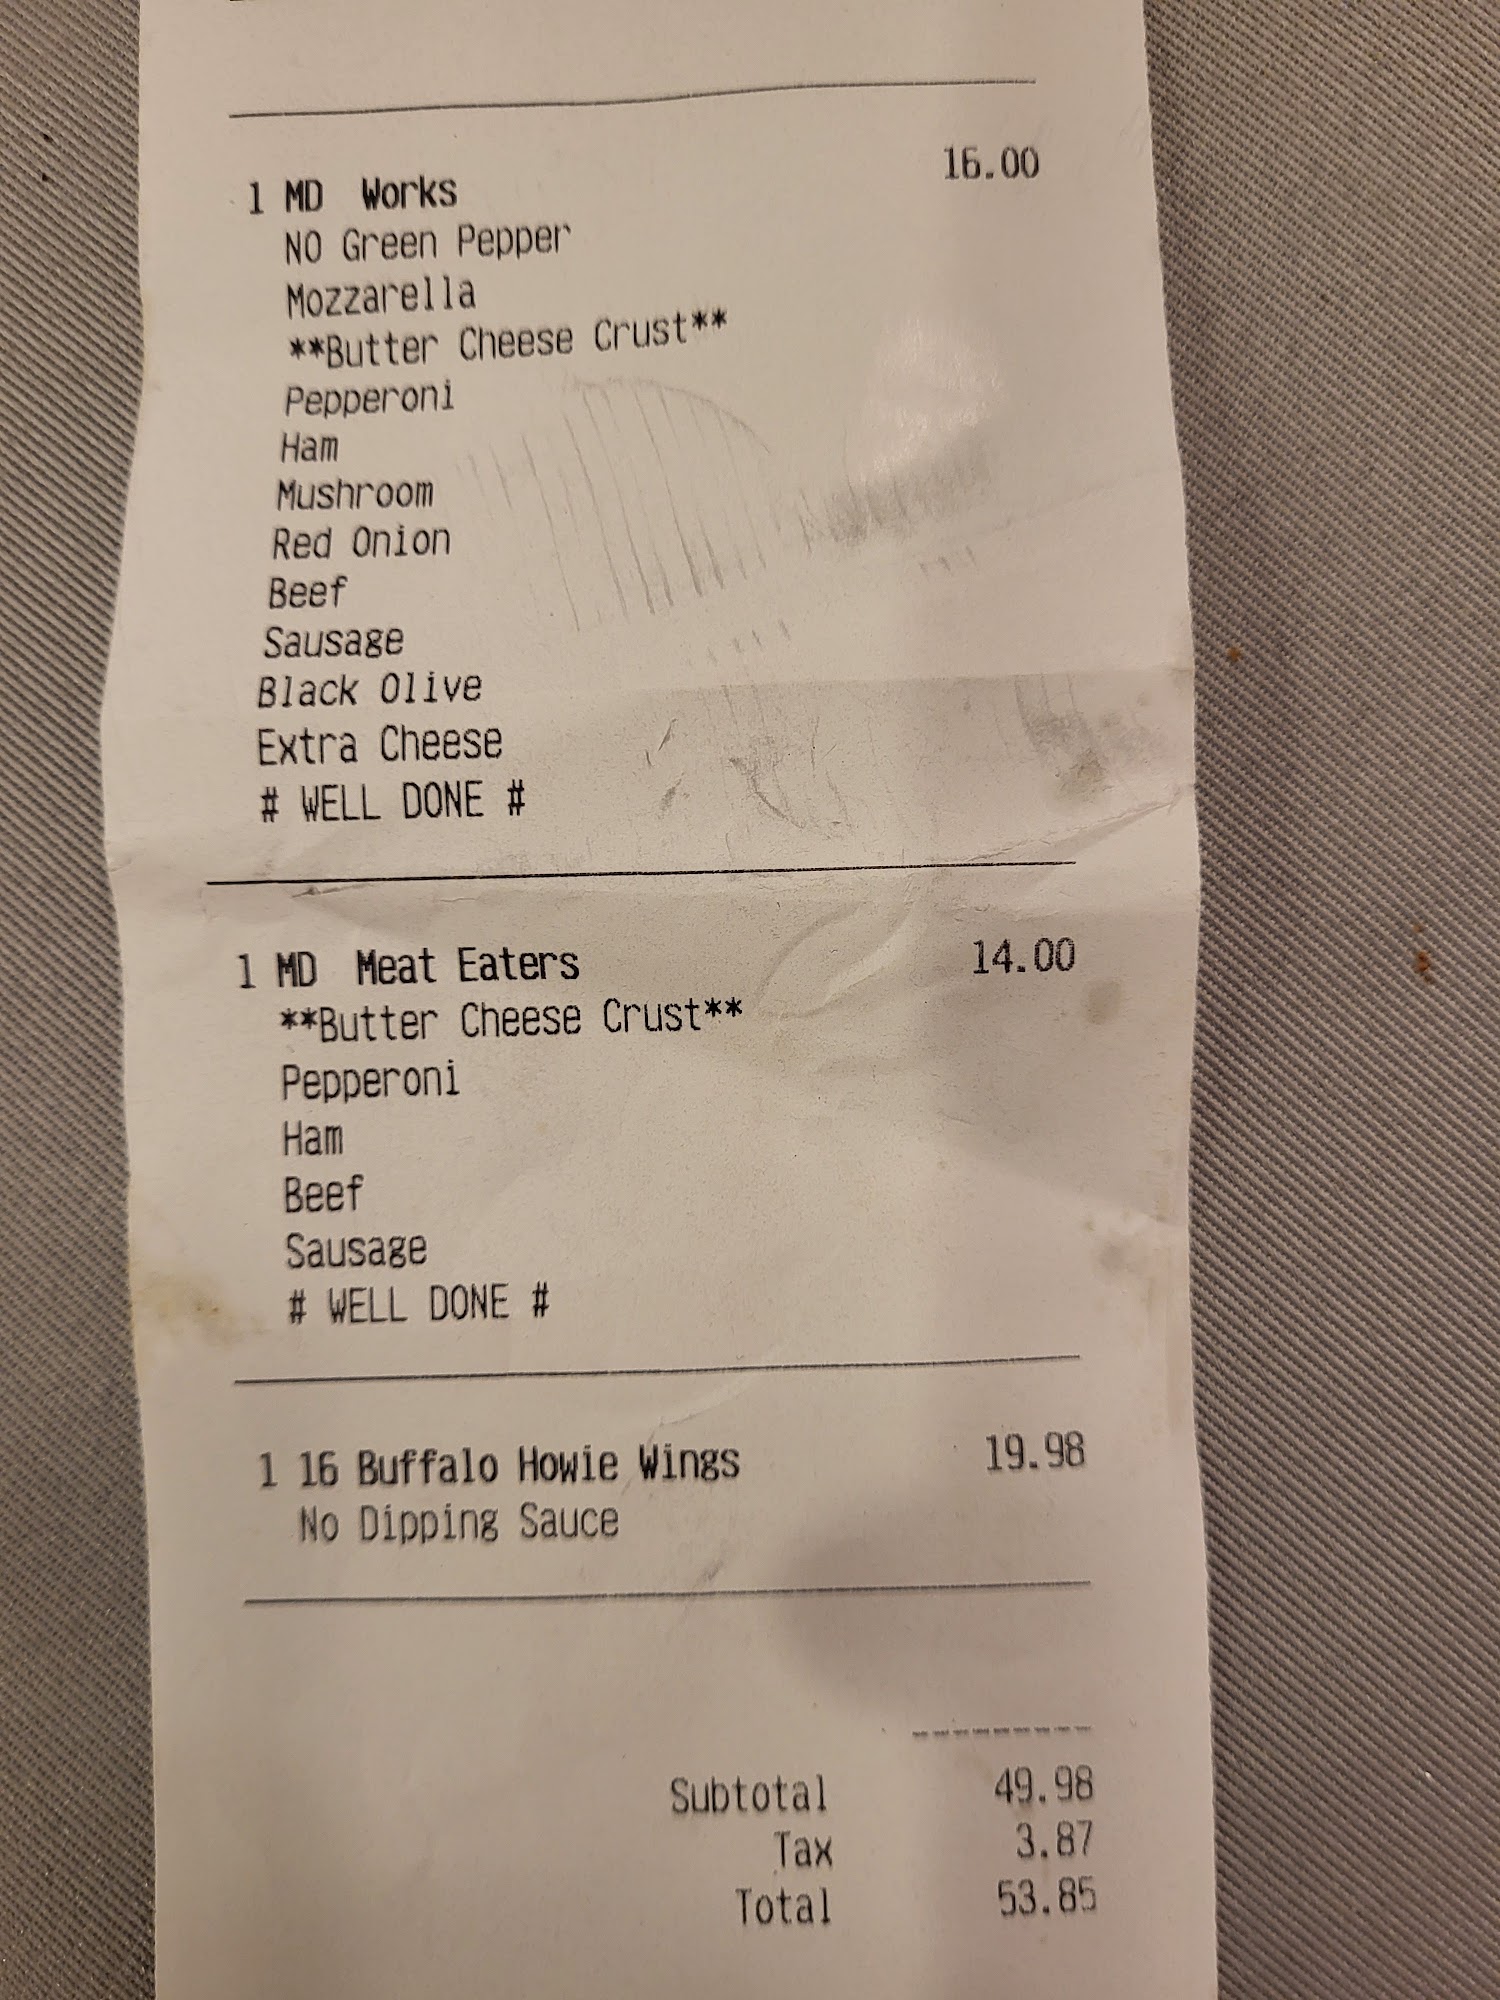 1 MD Works 16.00
NO Green Pepper
Mozzarella
**Butter Cheese Crust**
Pepperoni
Ham
Mushroom
Red Onion
Beef
Sausage
Black Olive
Extra Cheese
# WELL DONE #
1 MD Meat Eaters 14.00
**Butter Cheese Crust**
Pepperoni
Ham
Beef
Sausage
# WELL DONE #
1 16 Buffalo Howie Wings 19.98
No Dipping Sauce
Subtotal 49.98
Tax 3.87
Total 53.85